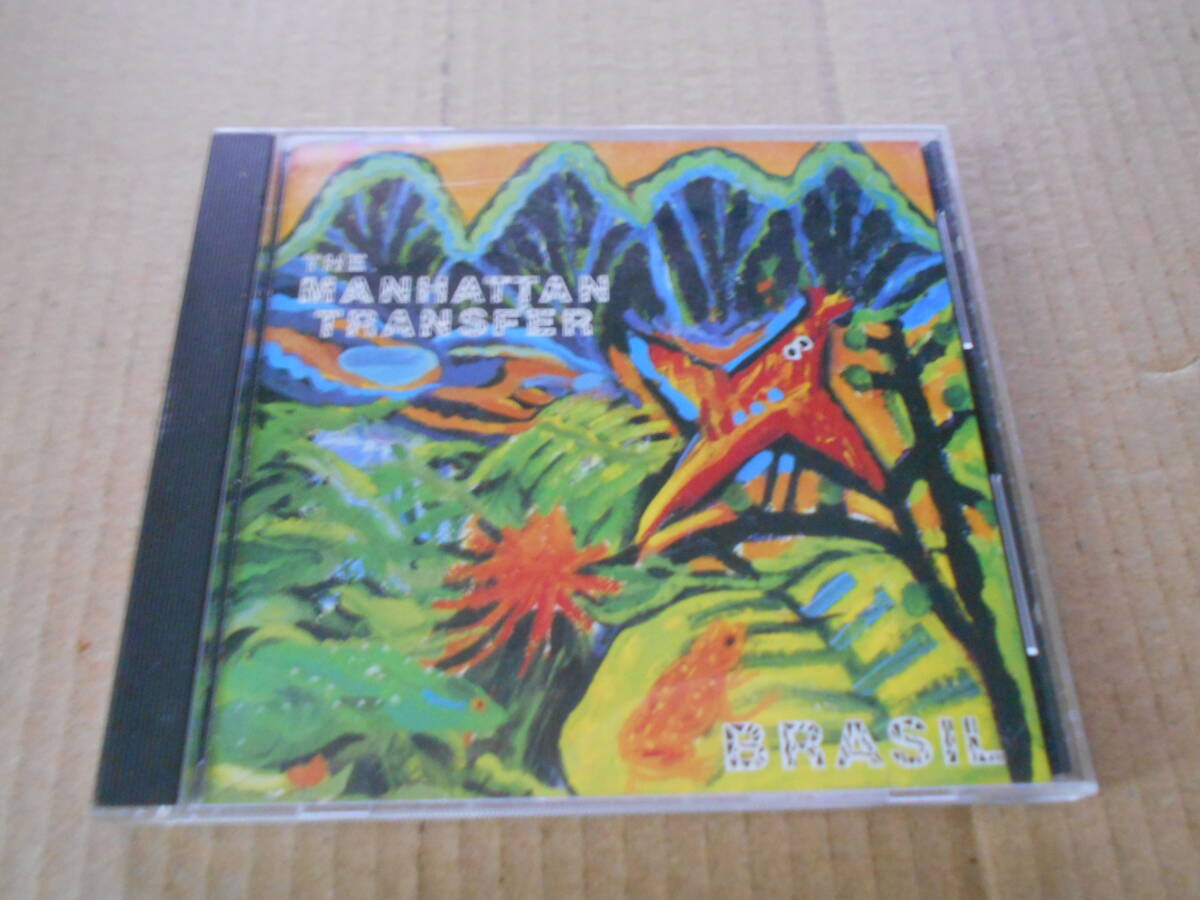 THE
MANHATTAN
TRANSFER
BRASIL